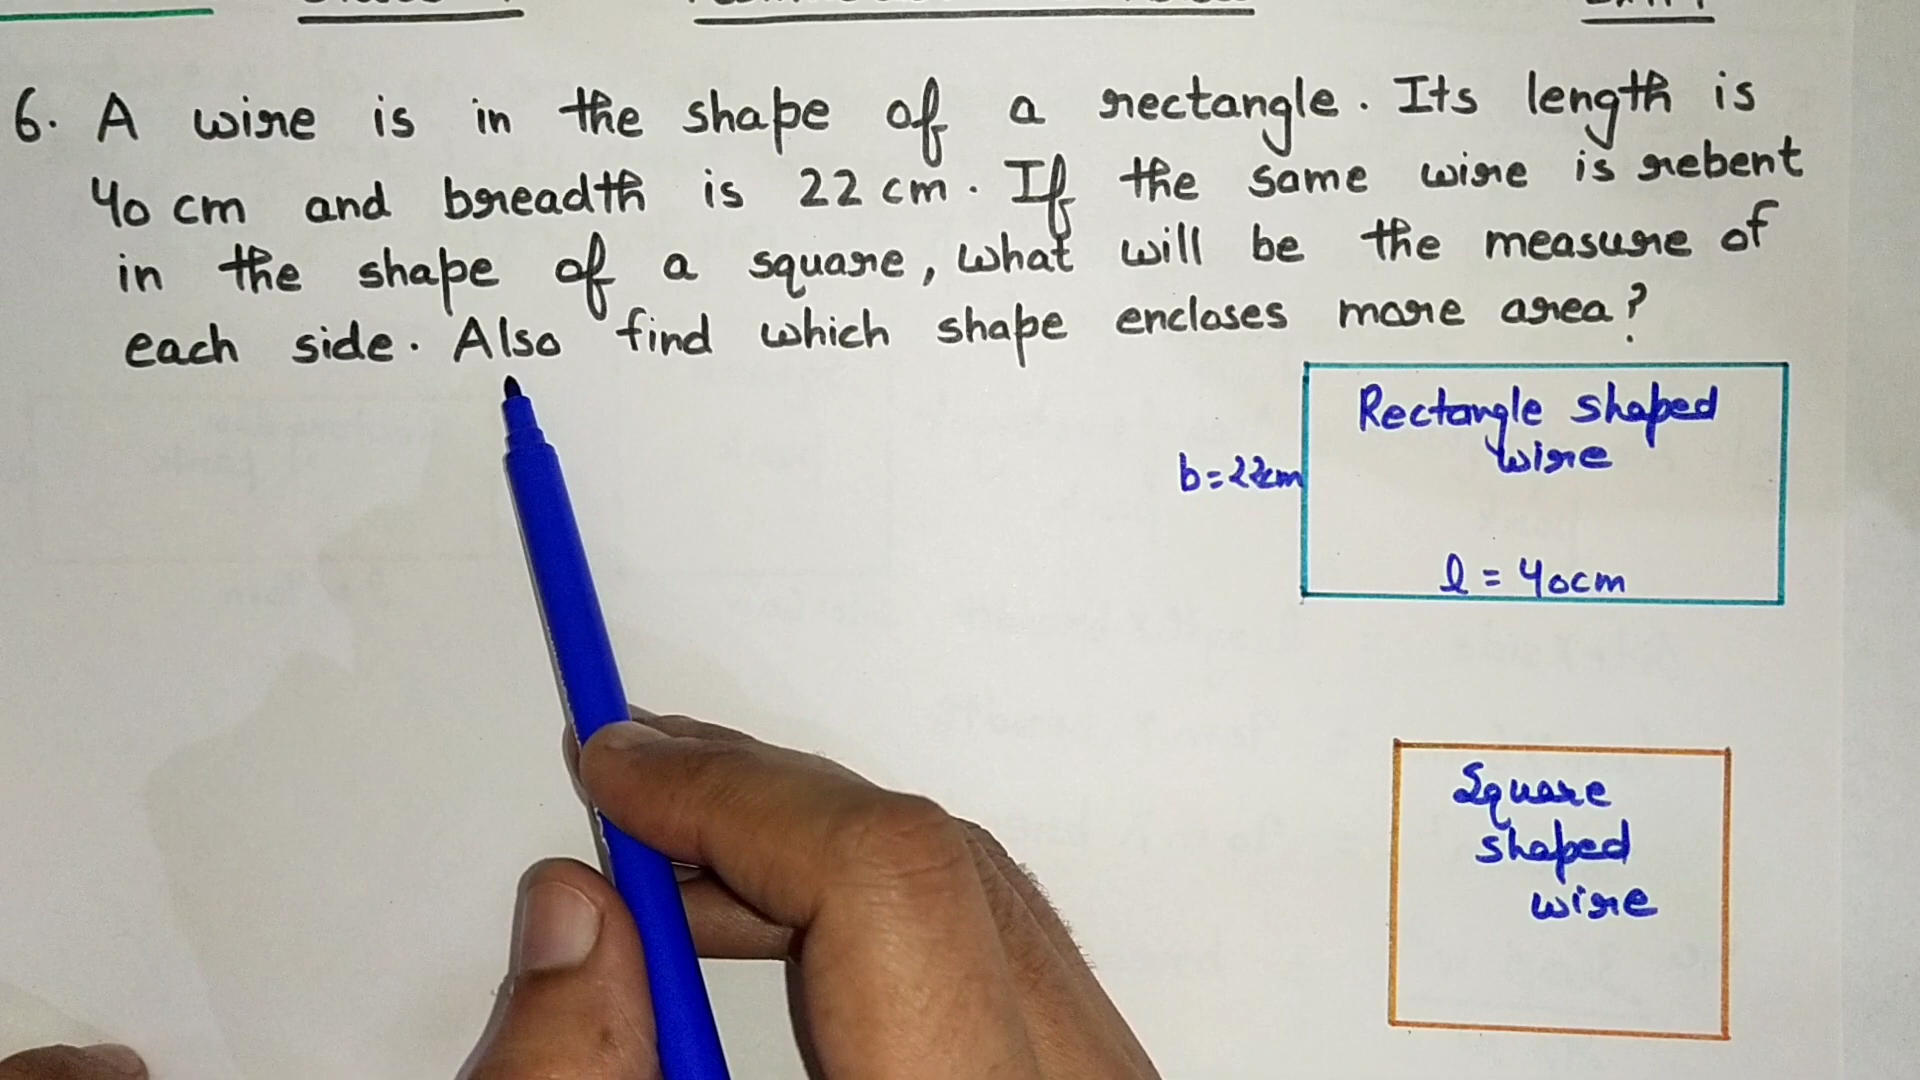 6. A wire is in the shape of a rectangle. Its length is
40 cm and breadth is 22 cm. If the same wire is rebent
in the shape of a square, what will be the measure of
each side. Also find which shape encloses more area?
Rectangle shaped
wire
b=22cm
l = 40cm
Square
shaped
wire